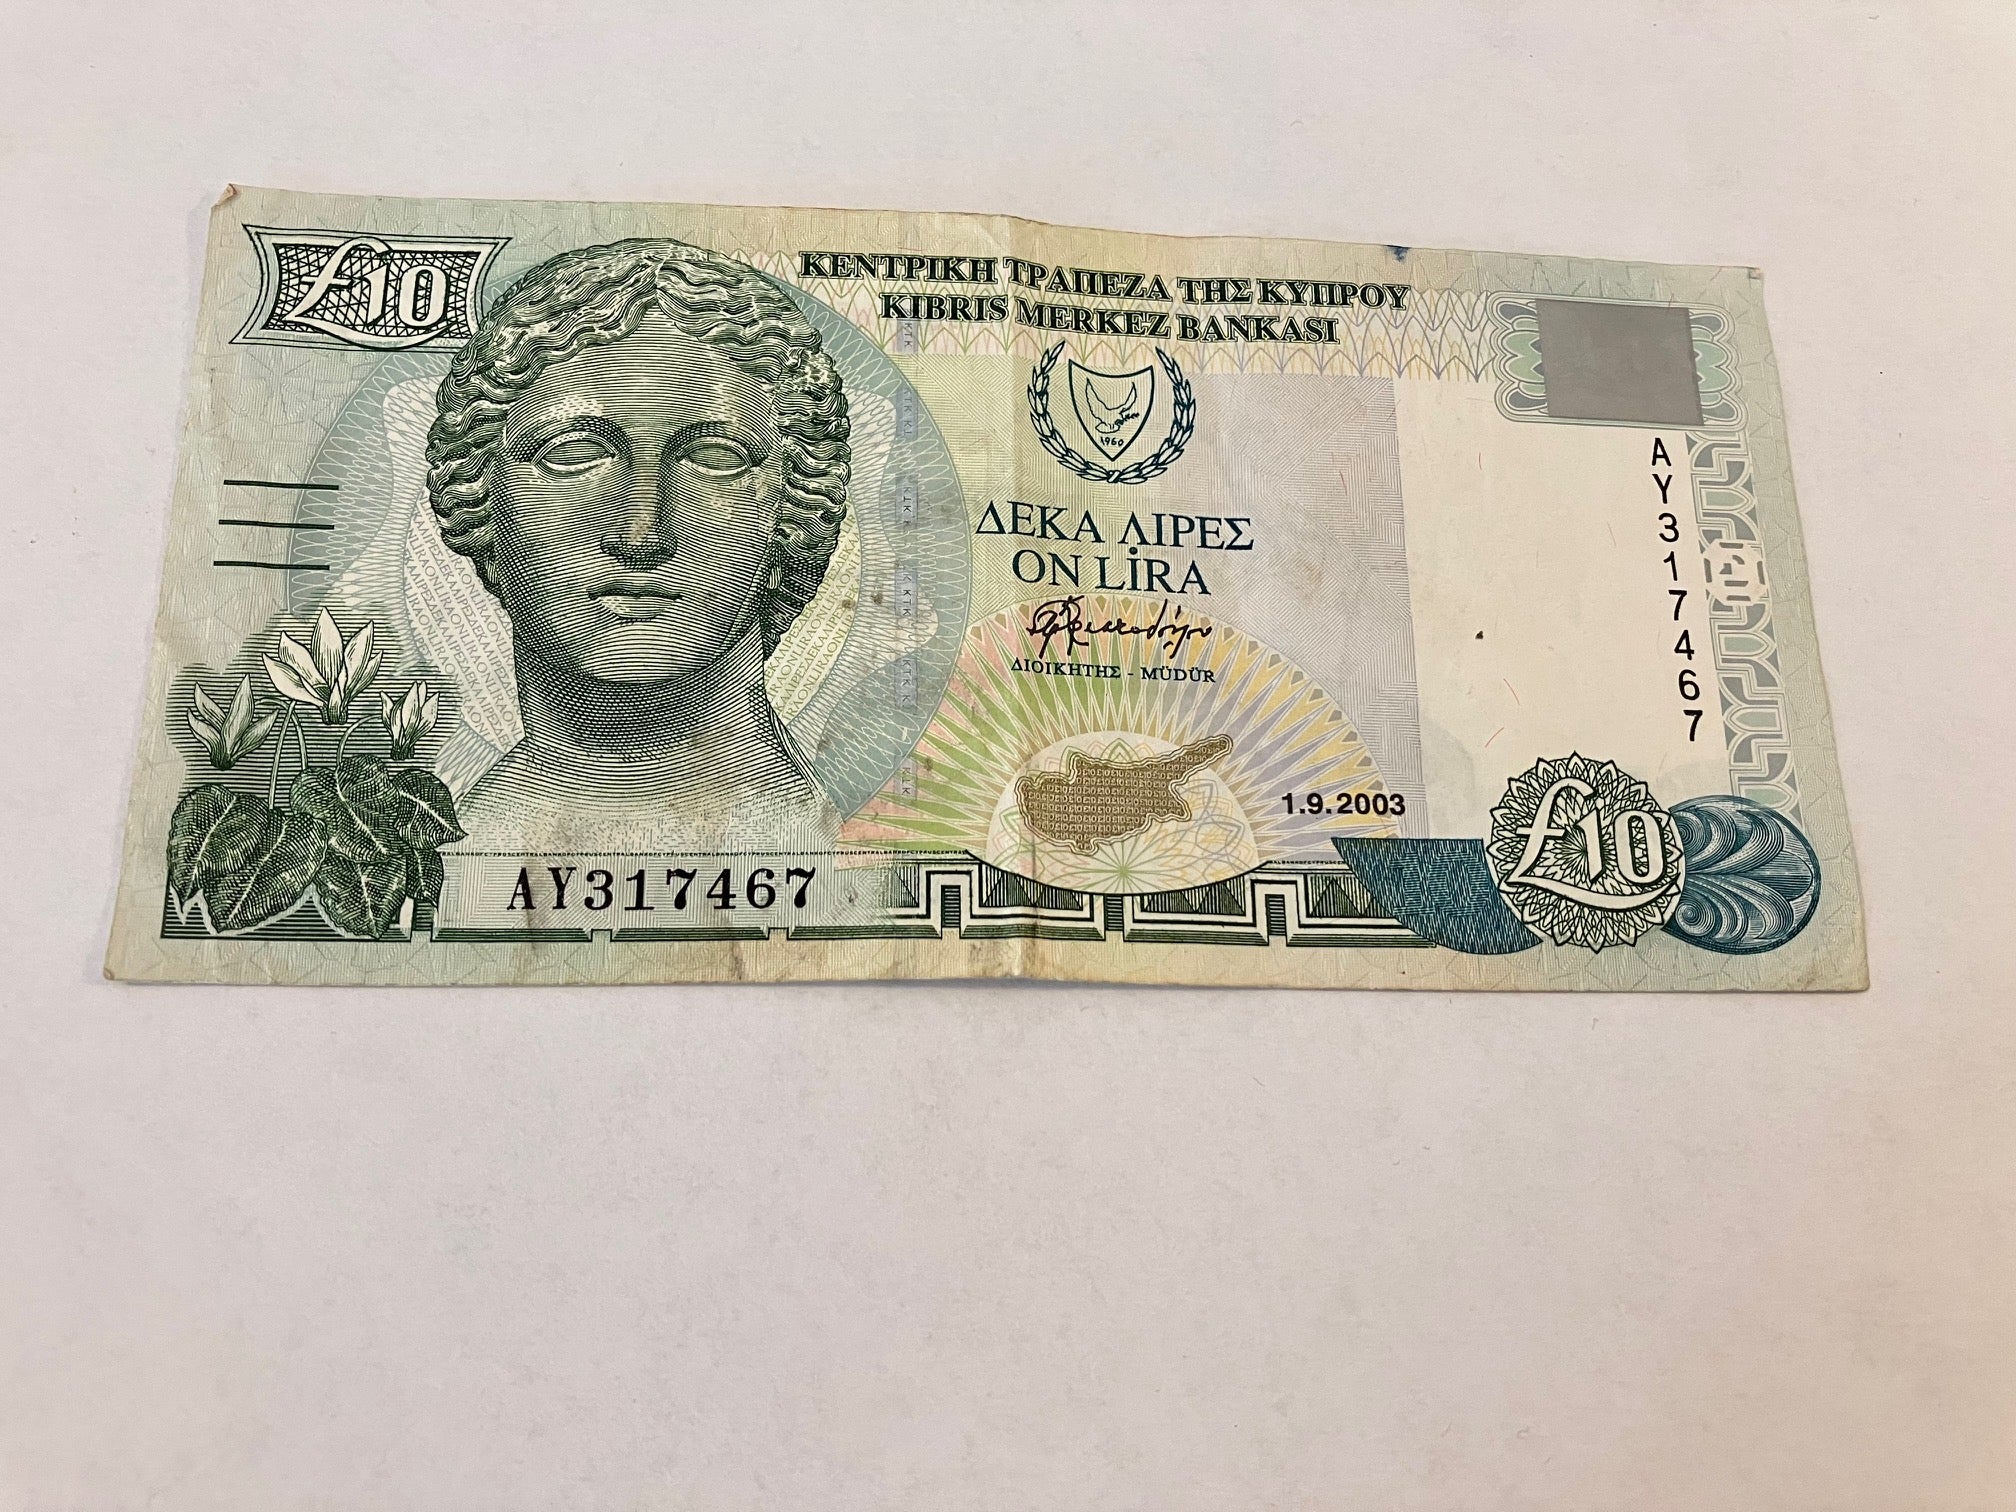 £10
ΚΕΝΤΡΙΚΗ ΤΡΑΠΕΖΑ ΤΗΣ ΚΥΠΡΟΥ
KIBRIS MERKEZ BANKASI
1960
ΔΕΚΑ ΛΙΡΕΣ
ON LİRA
ΔΙΟΙΚΗΤΗΣ - MÜDÜR
1.9.2003
AY317467
AY317467
£10